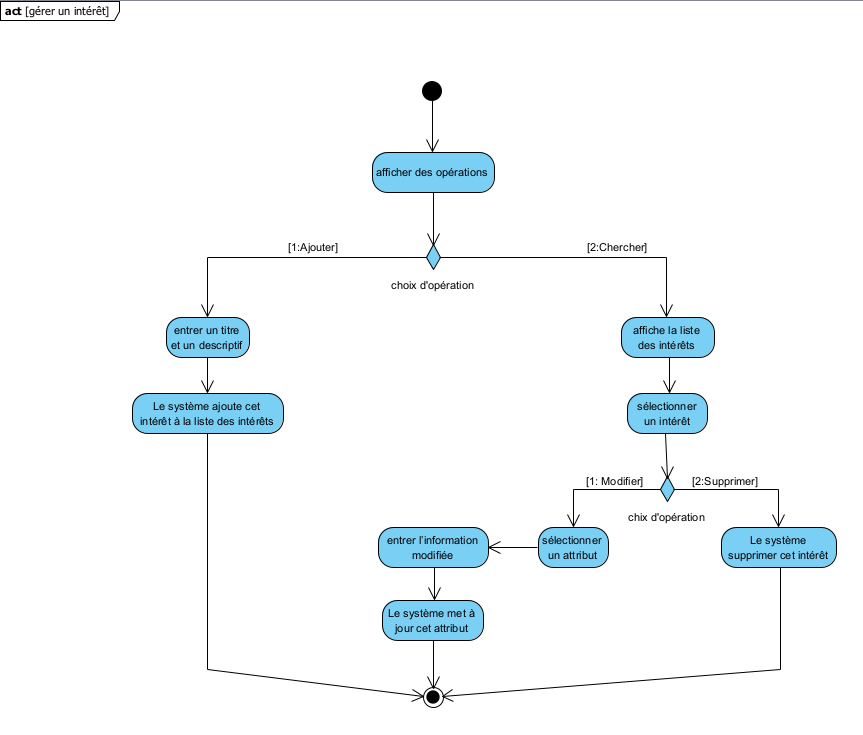 act [gérer un intérêt]
afficher des opérations
[1:Ajouter]
[2:Chercher]
choix d'opération
entrer un titre
et un descriptif
affiche la liste
des intérêts
Le système ajoute cet
intérêt à la liste des intérêts
sélectionner
un intérêt
[1: Modifier]
[2:Supprimer]
chix d'opération
entrer l'information
modifiée
sélectionner
un attribut
Le système
supprimer cet intérêt
Le système met à
jour cet attribut